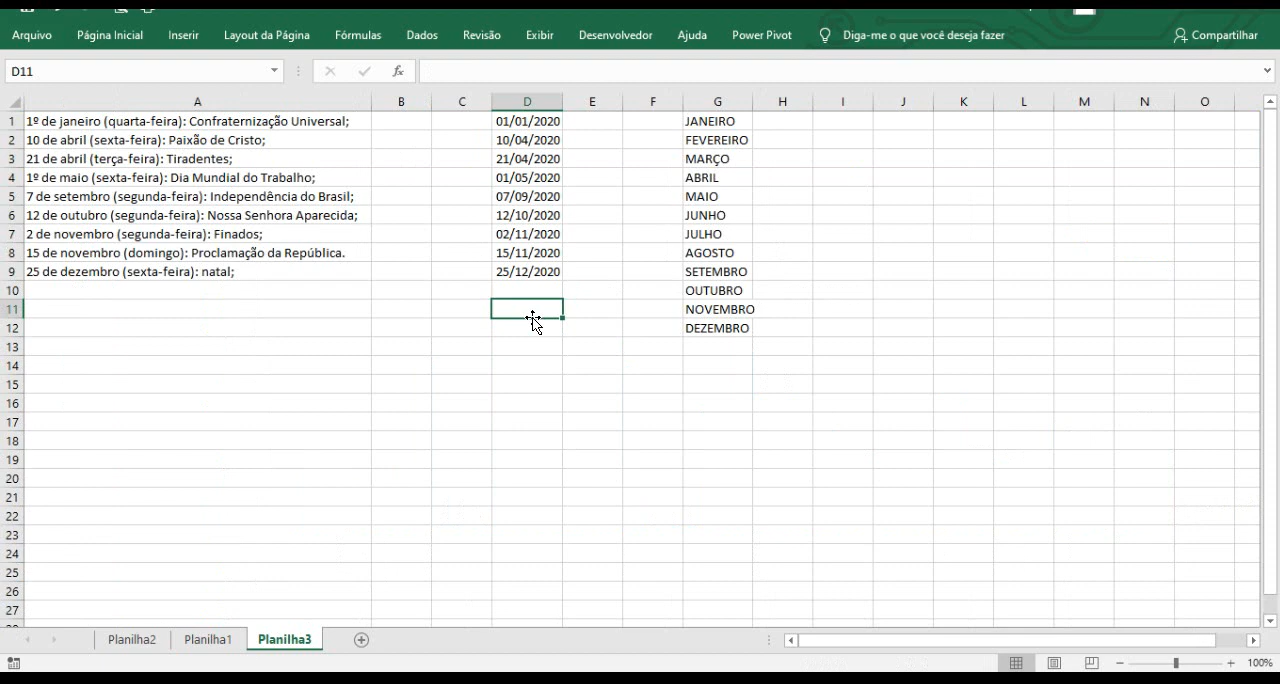 Arquivo Página Inicial Inserir Layout da Página Fórmulas Dados Revisão Exibir Desenvolvedor Ajuda Power Pivot Diga-me o que você deseja fazer Compartilhar
D11 fx
A B C D E F G H I J K L M N O
1 1º de janeiro (quarta-feira): Confraternização Universal; 01/01/2020 JANEIRO
2 10 de abril (sexta-feira): Paixão de Cristo; 10/04/2020 FEVEREIRO
3 21 de abril (terça-feira): Tiradentes; 21/04/2020 MARÇO
4 1º de maio (sexta-feira): Dia Mundial do Trabalho; 01/05/2020 ABRIL
5 7 de setembro (segunda-feira): Independência do Brasil; 07/09/2020 MAIO
6 12 de outubro (segunda-feira): Nossa Senhora Aparecida; 12/10/2020 JUNHO
7 2 de novembro (segunda-feira): Finados; 02/11/2020 JULHO
8 15 de novembro (domingo): Proclamação da República. 15/11/2020 AGOSTO
9 25 de dezembro (sexta-feira): natal; 25/12/2020 SETEMBRO
10 OUTUBRO
11 NOVEMBRO
12 DEZEMBRO
13
14
15
16
17
18
19
20
21
22
23
24
25
26
27
Planilha2 Planilha1 Planilha3
100%